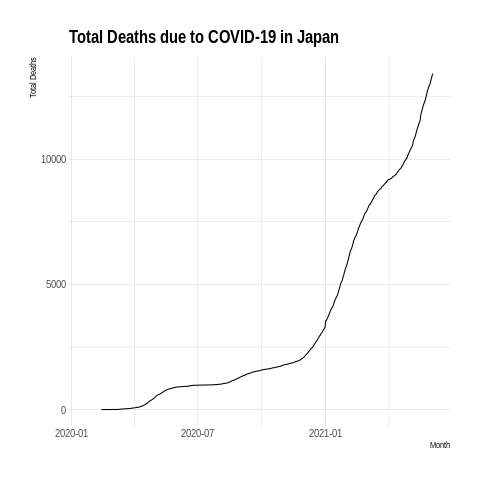 Total Deaths due to COVID-19 in Japan
Total Deaths
10000
5000
0
2020-01
2020-07
2021-01
Month